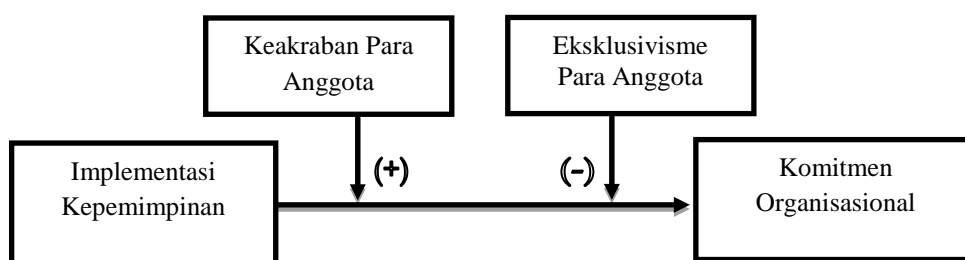 Keakraban Para
Anggota
Eksklusivisme
Para Anggota
Implementasi
Kepemimpinan
(+)
(-)
Komitmen
Organisasional